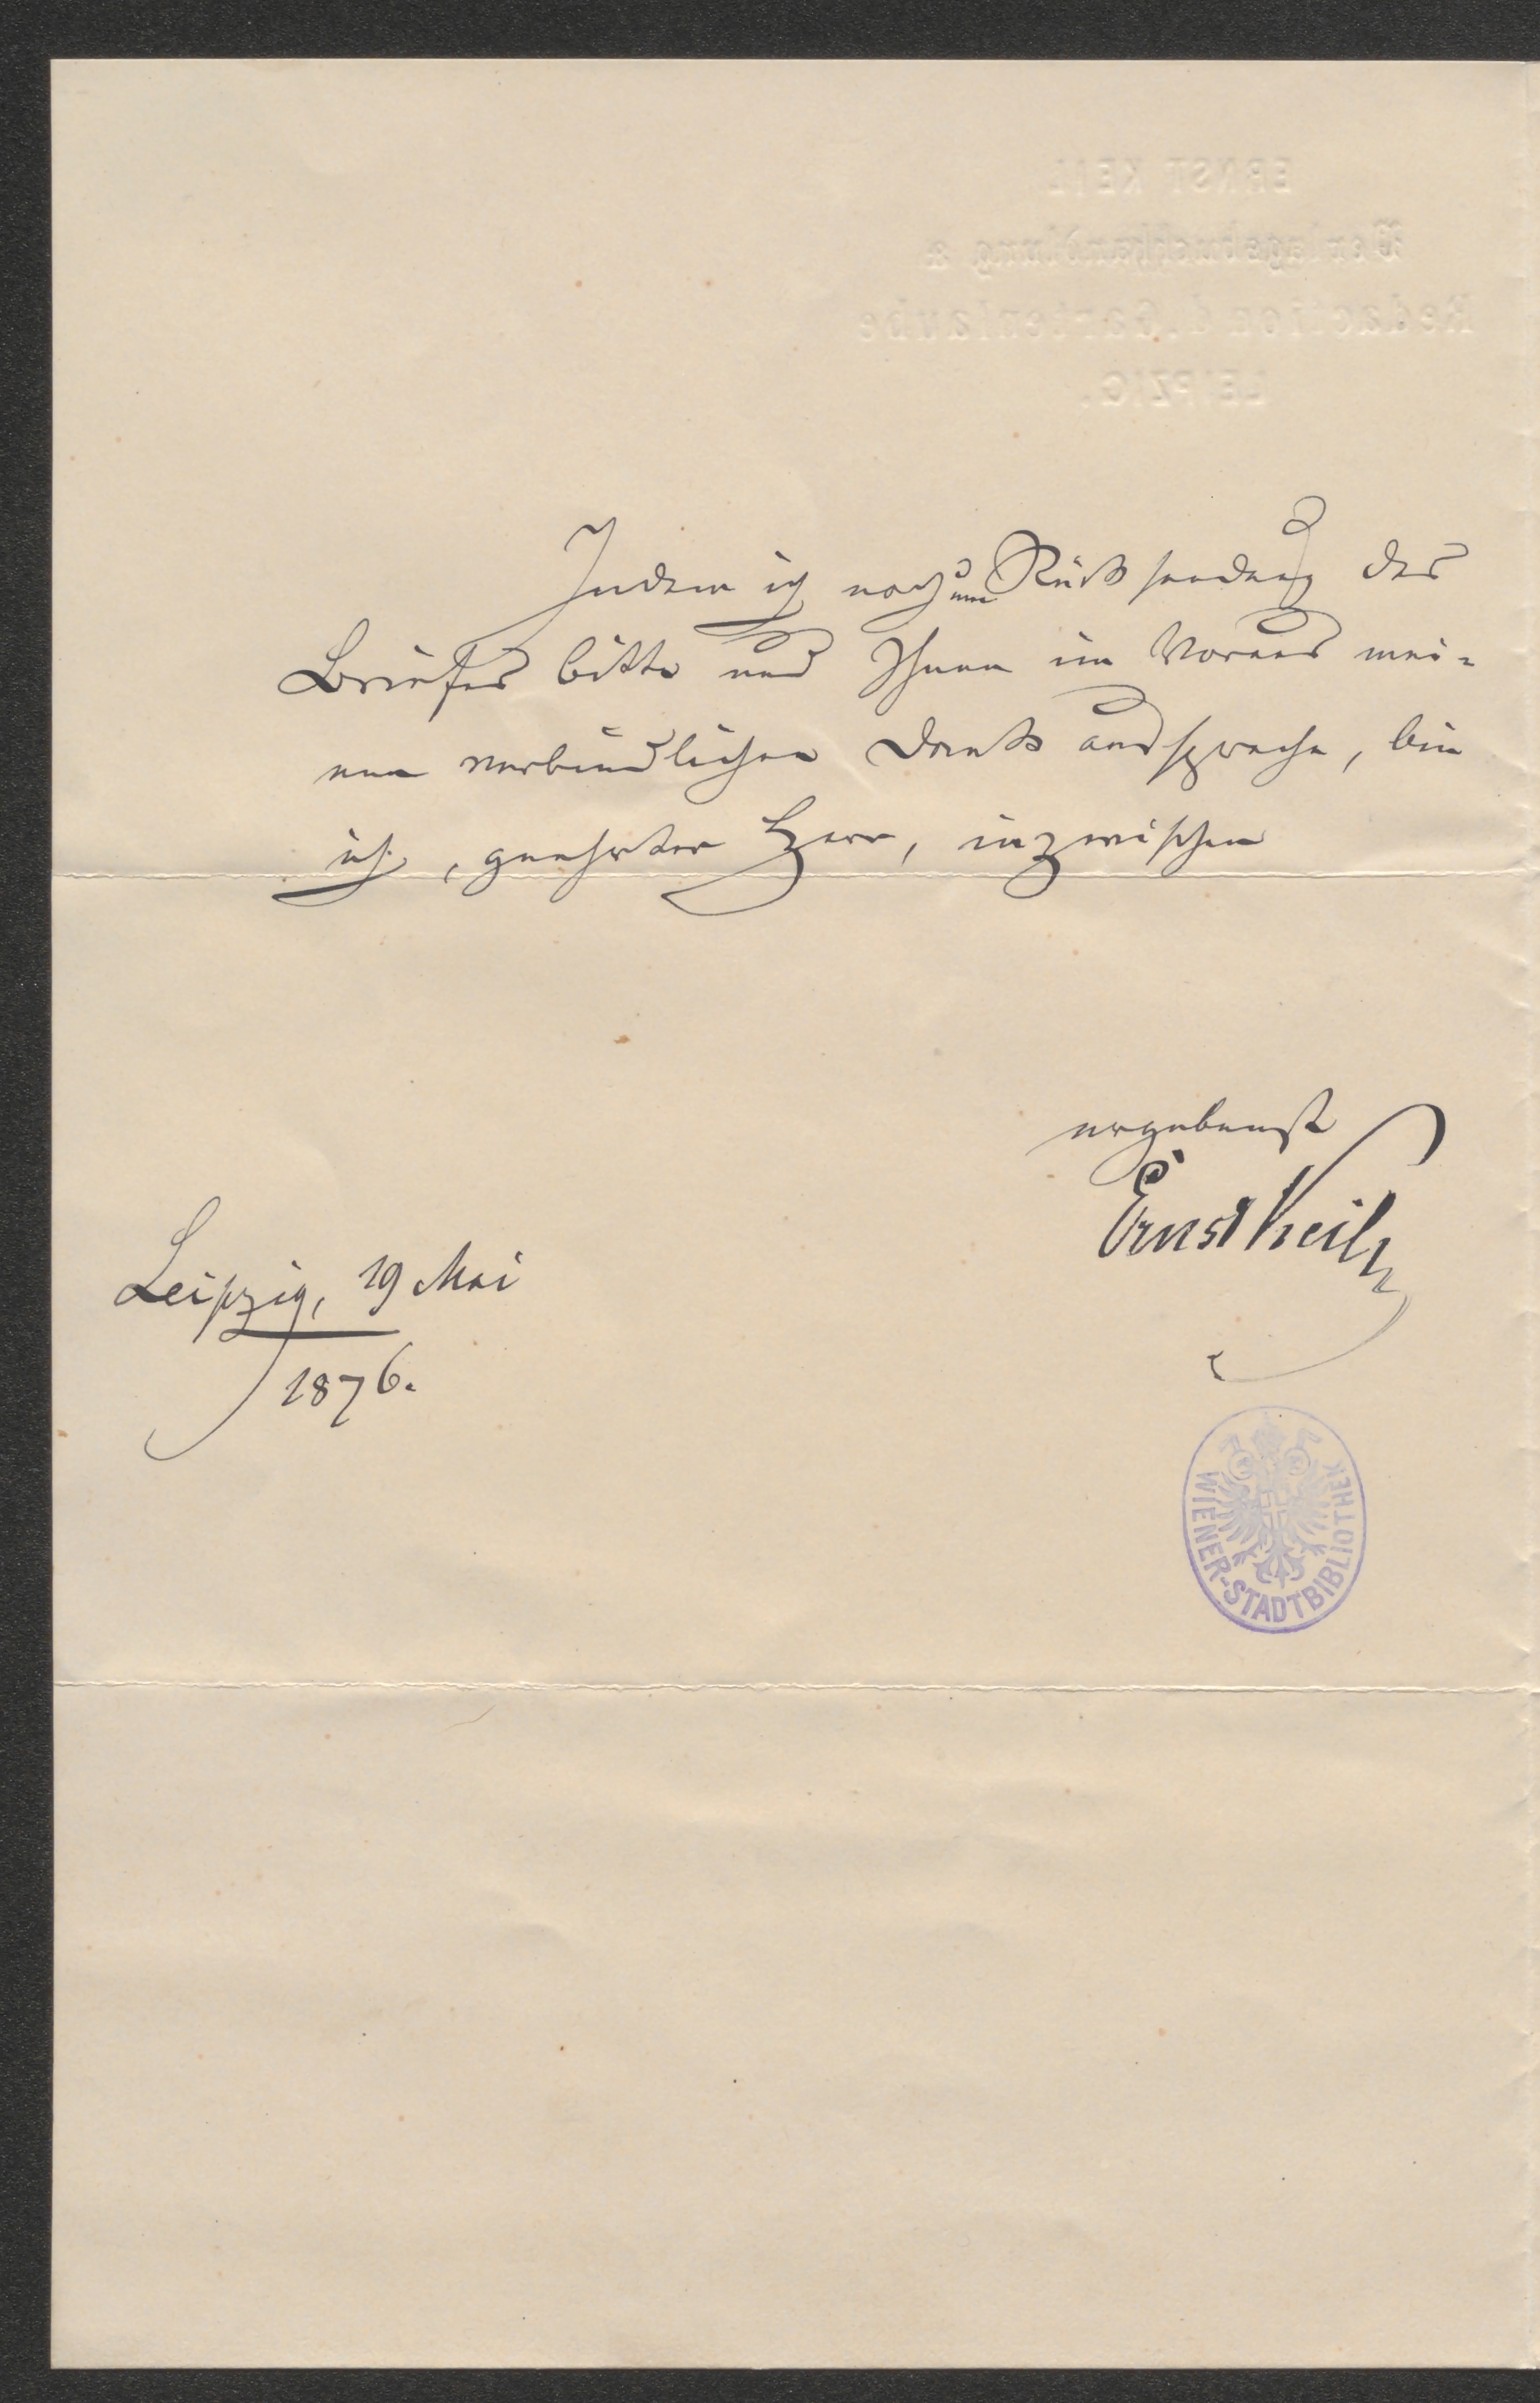 ERNST KEIL
Verlagsbuchhandlung &
Redaction d. Gartenlaube
LEIPZIG.
Indem ich noch um Rücksendung des
Briefes bitte und Ihnen im Voraus mei-
nen verbindlichen Dank ausspreche, bin
ich, geehrter Herr, inzwischen
ergebenst
Ernst Keil
Leipzig, 19 Mai
1876.
WIENER-STADTBIBLIOTHEK